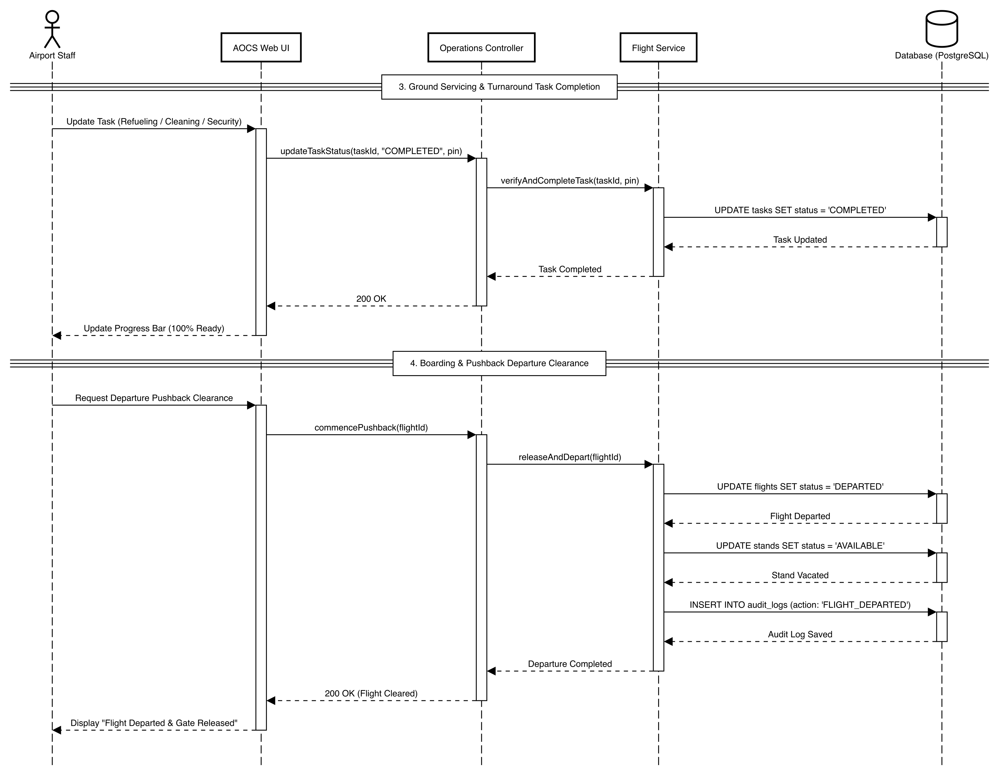 Airport Staff
AOCS Web UI
Operations Controller
Flight Service
Database (PostgreSQL)
3. Ground Servicing & Turnaround Task Completion
Update Task (Refueling / Cleaning / Security)
updateTaskStatus(taskId, "COMPLETED", pin)
verifyAndCompleteTask(taskId, pin)
UPDATE tasks SET status = 'COMPLETED'
Task Updated
Task Completed
200 OK
Update Progress Bar (100% Ready)
4. Boarding & Pushback Departure Clearance
Request Departure Pushback Clearance
commencePushback(flightId)
releaseAndDepart(flightId)
UPDATE flights SET status = 'DEPARTED'
Flight Departed
UPDATE stands SET status = 'AVAILABLE'
Stand Vacated
INSERT INTO audit_logs (action: 'FLIGHT_DEPARTED')
Audit Log Saved
Departure Completed
200 OK (Flight Cleared)
Display "Flight Departed & Gate Released"